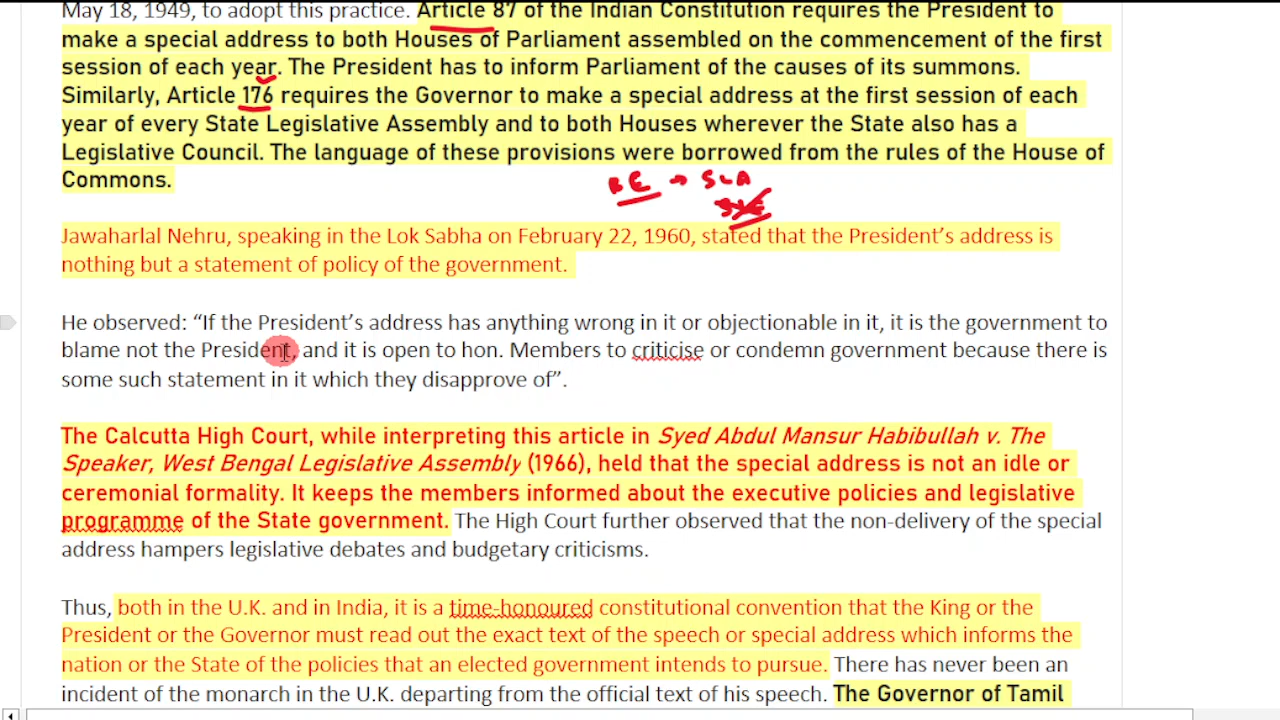 May 18, 1949, to adopt this practice. Article 87 of the Indian Constitution requires the President to
make a special address to both Houses of Parliament assembled on the commencement of the first
session of each year. The President has to inform Parliament of the causes of its summons.
Similarly, Article 176 requires the Governor to make a special address at the first session of each
year of every State Legislative Assembly and to both Houses wherever the State also has a
Legislative Council. The language of these provisions were borrowed from the rules of the House of
Commons.
SLA
Jawaharlal Nehru, speaking in the Lok Sabha on February 22, 1960, stated that the President's address is
nothing but a statement of policy of the government.
He observed: “If the President's address has anything wrong in it or objectionable in it, it is the government to
blame not the President, and it is open to hon. Members to criticise or condemn government because there is
some such statement in it which they disapprove of”.
The Calcutta High Court, while interpreting this article in Syed Abdul Mansur Habibullah v. The
Speaker, West Bengal Legislative Assembly (1966), held that the special address is not an idle or
ceremonial formality. It keeps the members informed about the executive policies and legislative
programme of the State government. The High Court further observed that the non-delivery of the special
address hampers legislative debates and budgetary criticisms.
Thus, both in the U.K. and in India, it is a time-honoured constitutional convention that the King or the
President or the Governor must read out the exact text of the speech or special address which informs the
nation or the State of the policies that an elected government intends to pursue. There has never been an
incident of the monarch in the U.K. departing from the official text of his speech. The Governor of Tamil